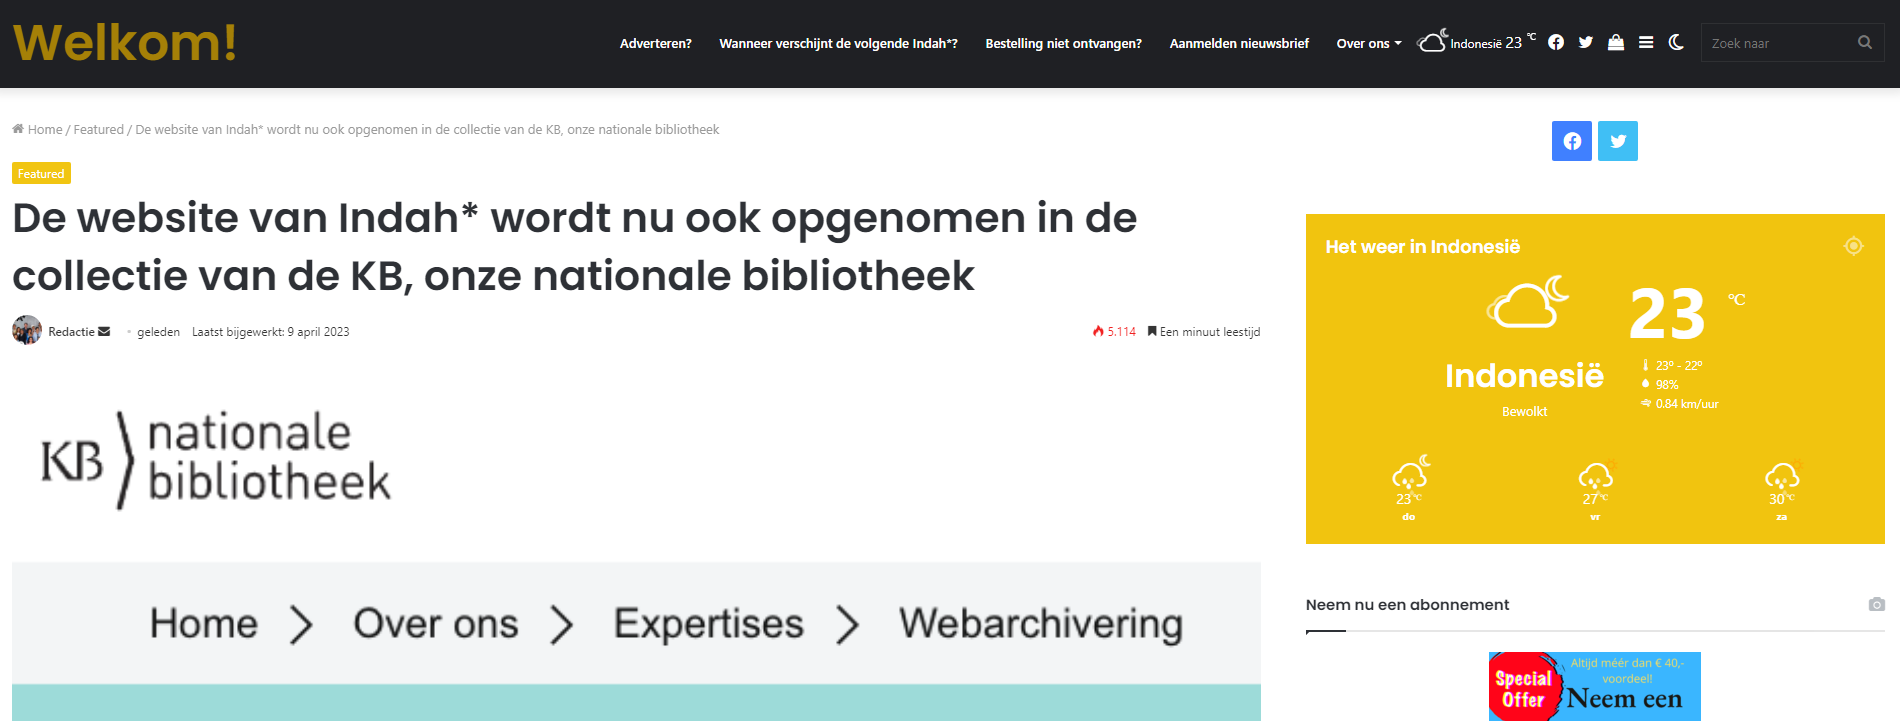 Welkom!
Adverteren? Wanneer verschijnt de volgende Indah*? Bestelling niet ontvangen? Aanmelden nieuwsbrief Over ons Indonesië 23 ℃ Zoek naar
Home / Featured / De website van Indah* wordt nu ook opgenomen in de collectie van de KB, onze nationale bibliotheek
Featured
De website van Indah* wordt nu ook opgenomen in de
collectie van de KB, onze nationale bibliotheek
Redactie geleden Laatst bijgewerkt: 9 april 2023 5.114 Een minuut leestijd
KB nationale
bibliotheek
Home > Over ons > Expertises > Webarchivering
Het weer in Indonesië
23 ℃
Indonesië
Bewolkt
23º - 22º
98%
0.84 km/uur
23℃ 27℃ 30℃
do vr za
Neem nu een abonnement
Special
Offer
Altijd méér dan € 40,-
voordeel!
Neem een